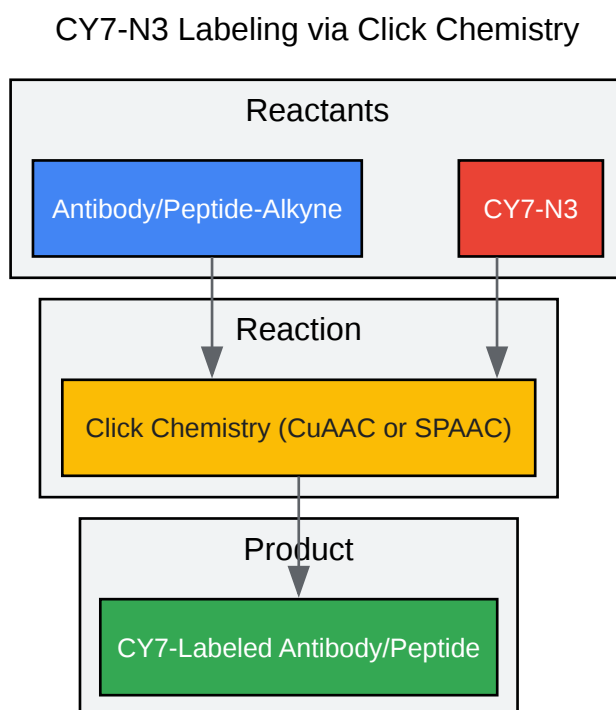 CY7-N3 Labeling via Click Chemistry
Reactants
Antibody/Peptide-Alkyne
CY7-N3
Reaction
Click Chemistry (CuAAC or SPAAC)
Product
CY7-Labeled Antibody/Peptide